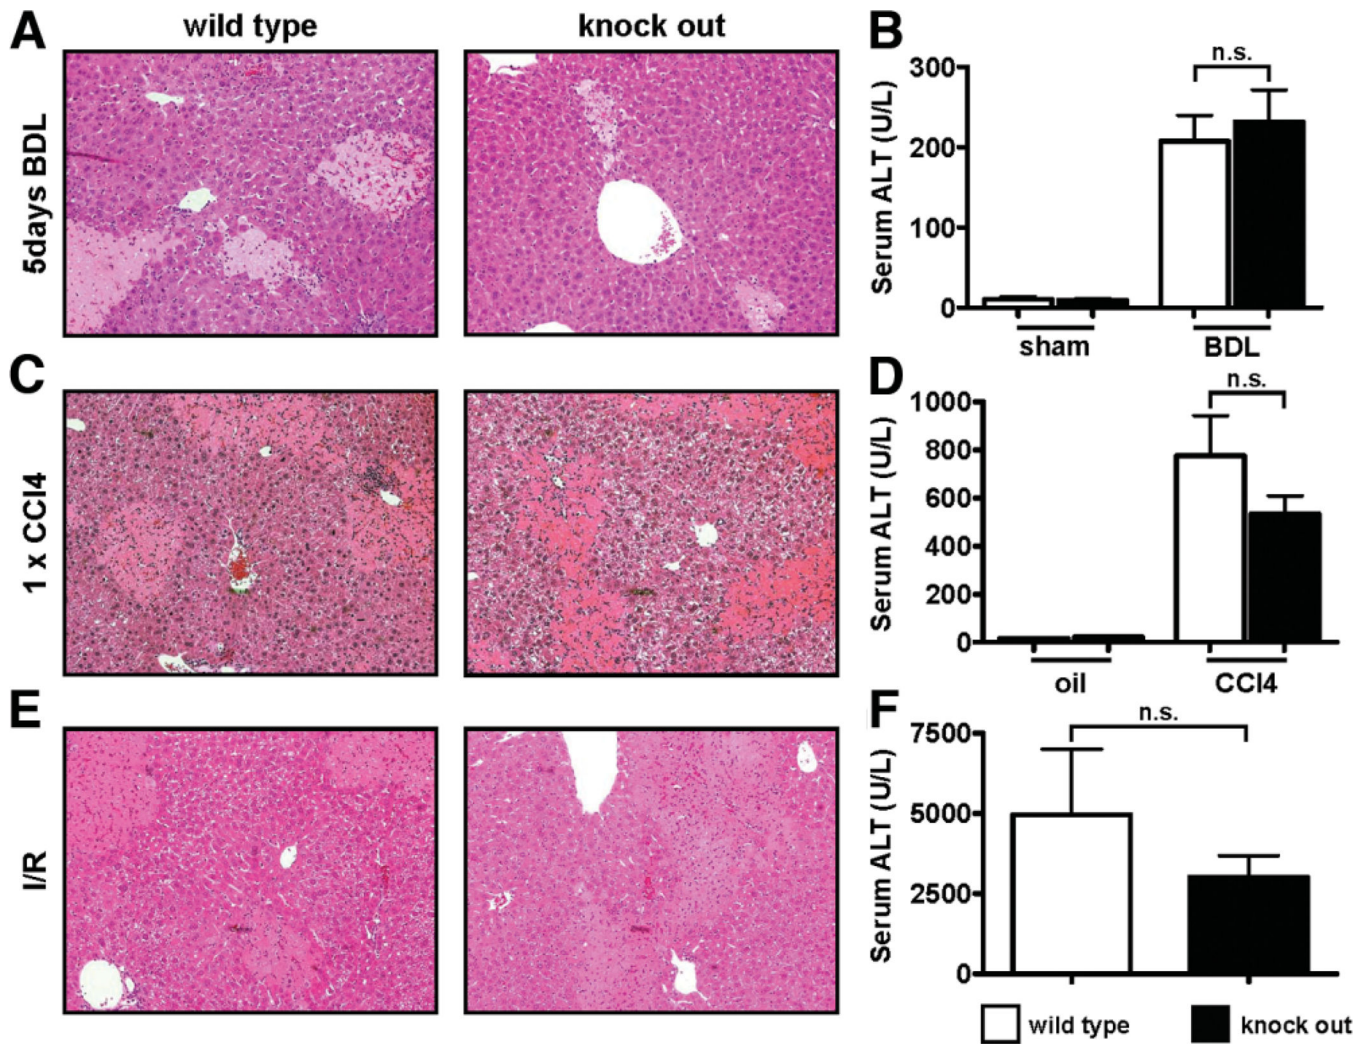 A
wild type
knock out
5days BDL
B
n.s.
300
200
100
0
Serum ALT (U/L)
sham
BDL
C
1 x CCl4
D
n.s.
1000
800
600
400
200
0
Serum ALT (U/L)
oil
CCl4
E
I/R
F
n.s.
7500
5000
2500
0
Serum ALT (U/L)
wild type
knock out